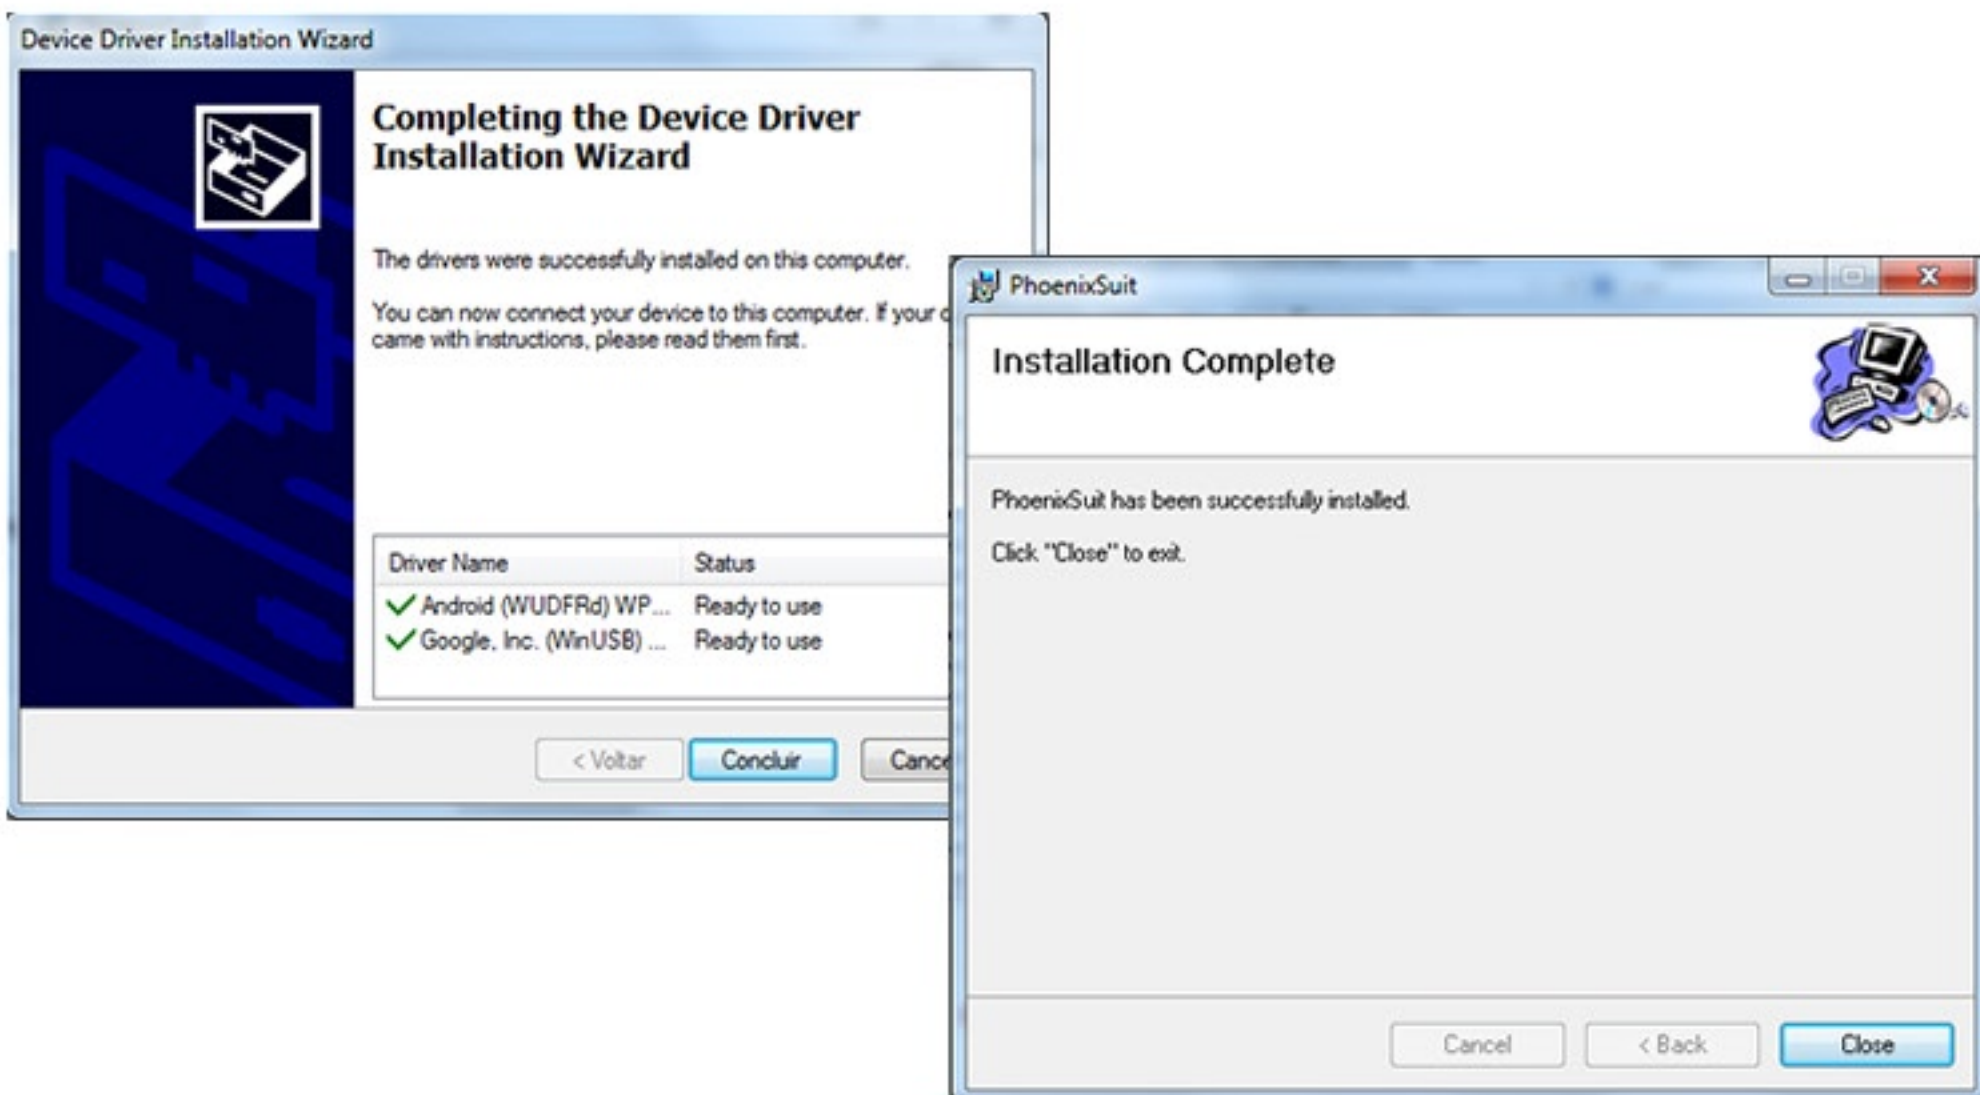 Device Driver Installation Wizard
Completing the Device Driver
Installation Wizard
The drivers were successfully installed on this computer.
You can now connect your device to this computer. If your
came with instructions, please read them first.
Driver Name Status
Android (WUDFRd) WP... Ready to use
Google, Inc. (WinUSB) ... Ready to use
< Voltar Concluir
PhoenixSuit
Installation Complete
PhoenixSuit has been successfully installed.
Click "Close" to exit.
Cancel < Back Close